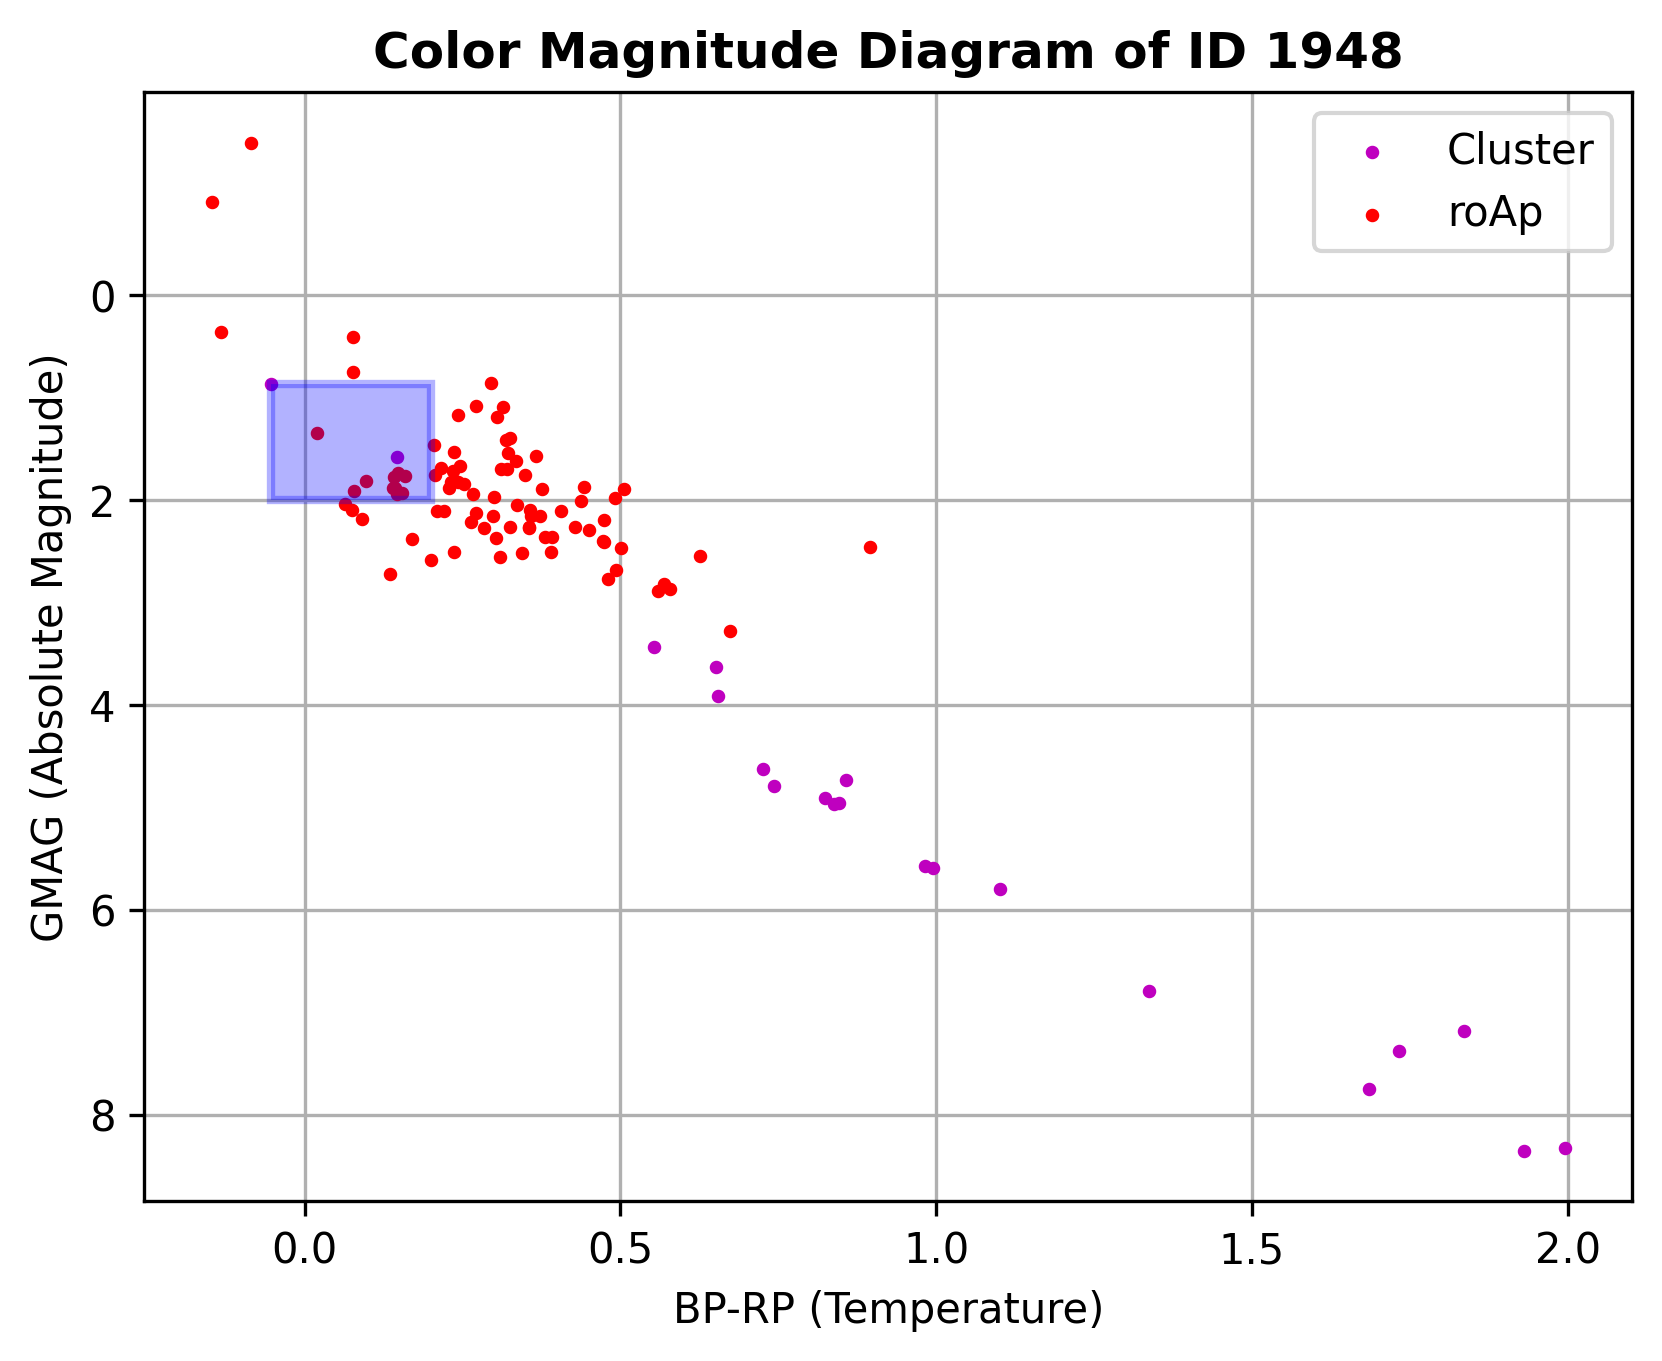 Color Magnitude Diagram of ID 1948
Cluster
roAp
GMAG (Absolute Magnitude)
0
2
4
6
8
0.0
0.5
1.0
1.5
2.0
BP-RP (Temperature)